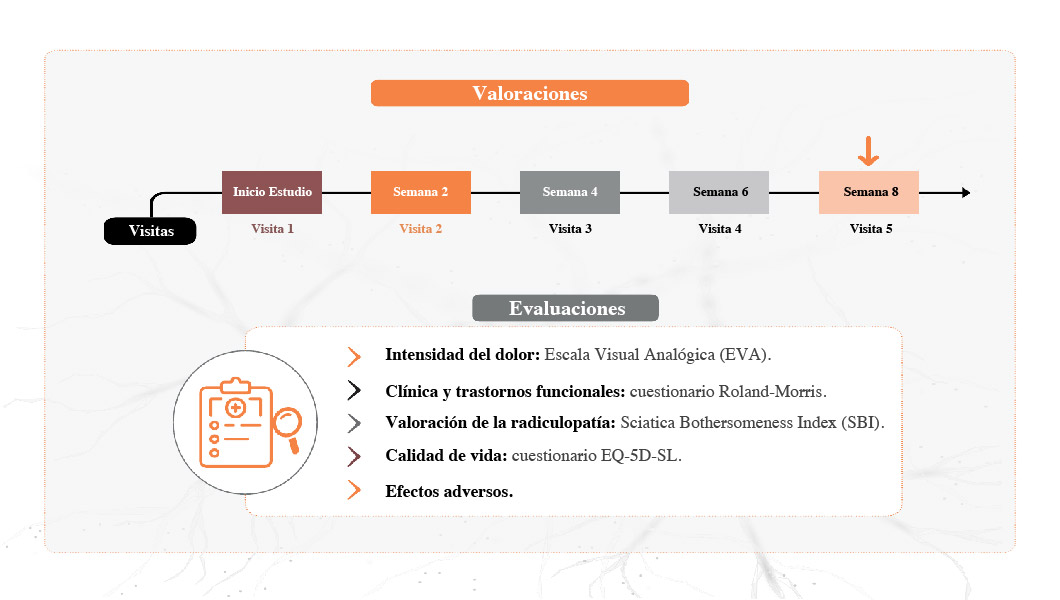 Valoraciones
Inicio Estudio
Semana 2
Semana 4
Semana 6
Semana 8
Visitas
Visita 1
Visita 2
Visita 3
Visita 4
Visita 5
Evaluaciones
Intensidad del dolor: Escala Visual Analógica (EVA).
Clínica y trastornos funcionales: cuestionario Roland-Morris.
Valoración de la radiculopatía: Sciatica Bothersomeness Index (SBI).
Calidad de vida: cuestionario EQ-5D-SL.
Efectos adversos.